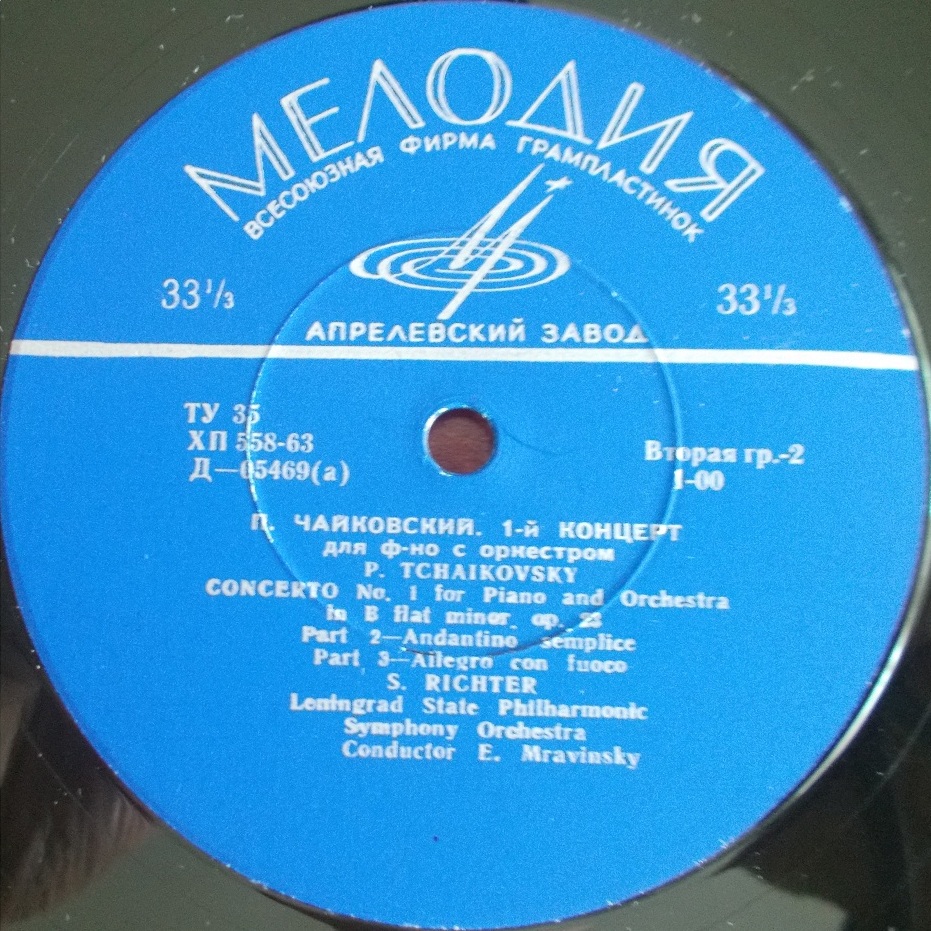 МЕЛОДИЯ
ВСЕСОЮЗНАЯ ФИРМА ГРАМПЛАСТИНОК
33⅓ 33⅓
АПРЕЛЕВСКИЙ ЗАВОД
ТУ 35
ХП 558-63
Д—05469(а)
Вторая гр.-2
1-00
П. ЧАЙКОВСКИЙ. 1-й КОНЦЕРТ
для ф-но с оркестром
P. TCHAIKOVSKY
CONCERTO No. 1 for Piano and Orchestra
in B flat minor, op. 23
Part 2—Andantino semplice
Part 3—Allegro con fuoco
S. RICHTER
Leningrad State Philharmonic
Symphony Orchestra
Conductor E. Mravinsky